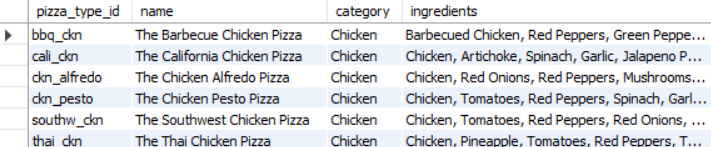 pizza_type_id name category ingredients
bbq_ckn The Barbecue Chicken Pizza Chicken Barbecued Chicken, Red Peppers, Green Peppe...
cali_ckn The California Chicken Pizza Chicken Chicken, Artichoke, Spinach, Garlic, Jalapeno P...
ckn_alfredo The Chicken Alfredo Pizza Chicken Chicken, Red Onions, Red Peppers, Mushrooms...
ckn_pesto The Chicken Pesto Pizza Chicken Chicken, Tomatoes, Red Peppers, Spinach, Garl...
southw_ckn The Southwest Chicken Pizza Chicken Chicken, Tomatoes, Red Peppers, Red Onions, ...
thai_ckn The Thai Chicken Pizza Chicken Chicken, Pineapple, Tomatoes, Red Peppers, T...